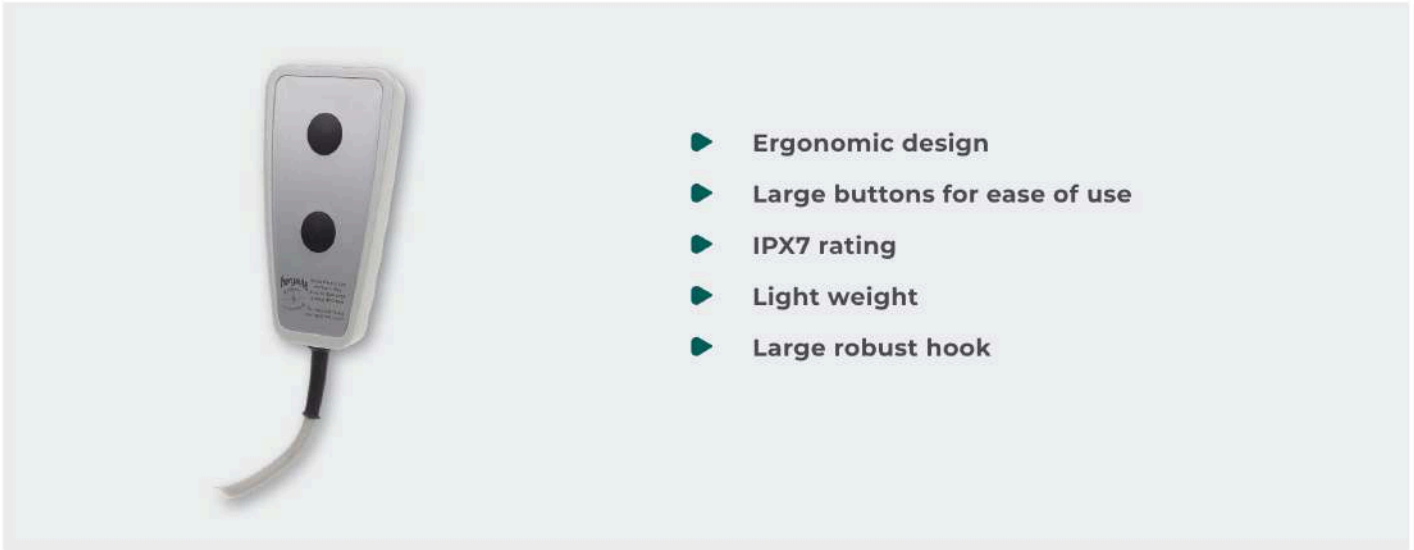 Ergonomic design
Large buttons for ease of use
IPX7 rating
Light weight
Large robust hook